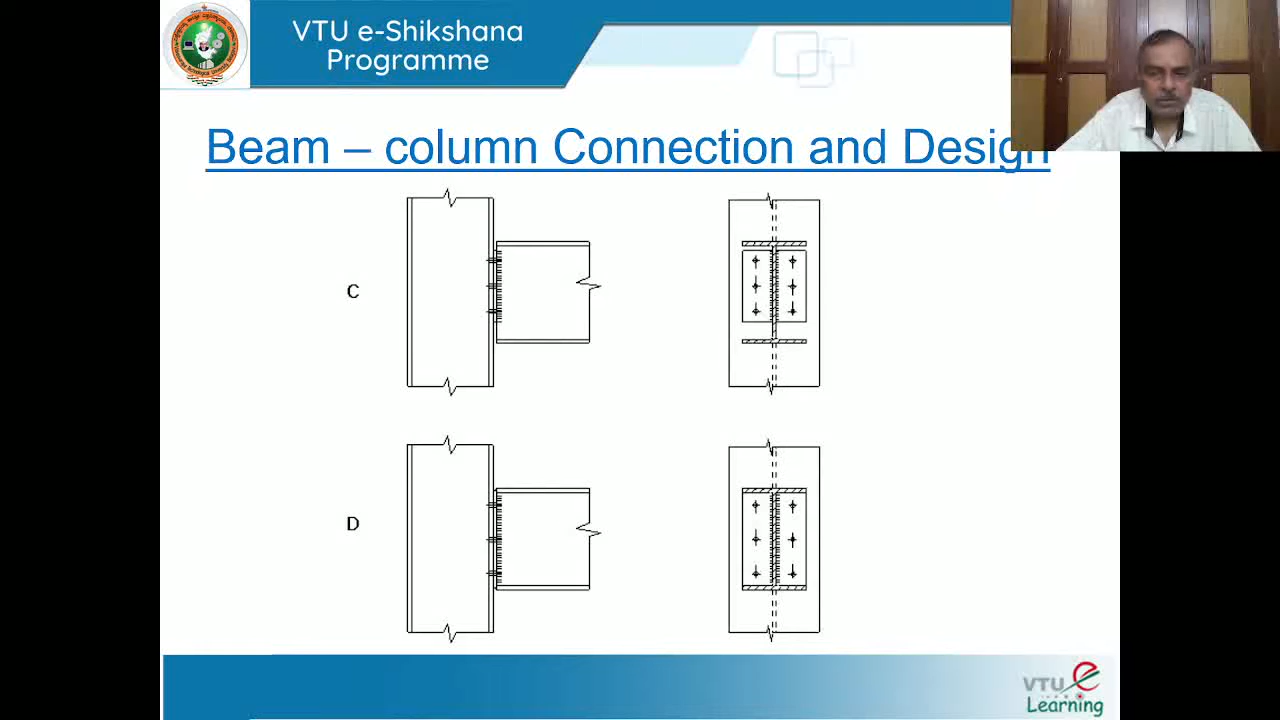 VTU e-Shikshana
Programme
Beam – column Connection and Design
C
D
VTU e
Learning